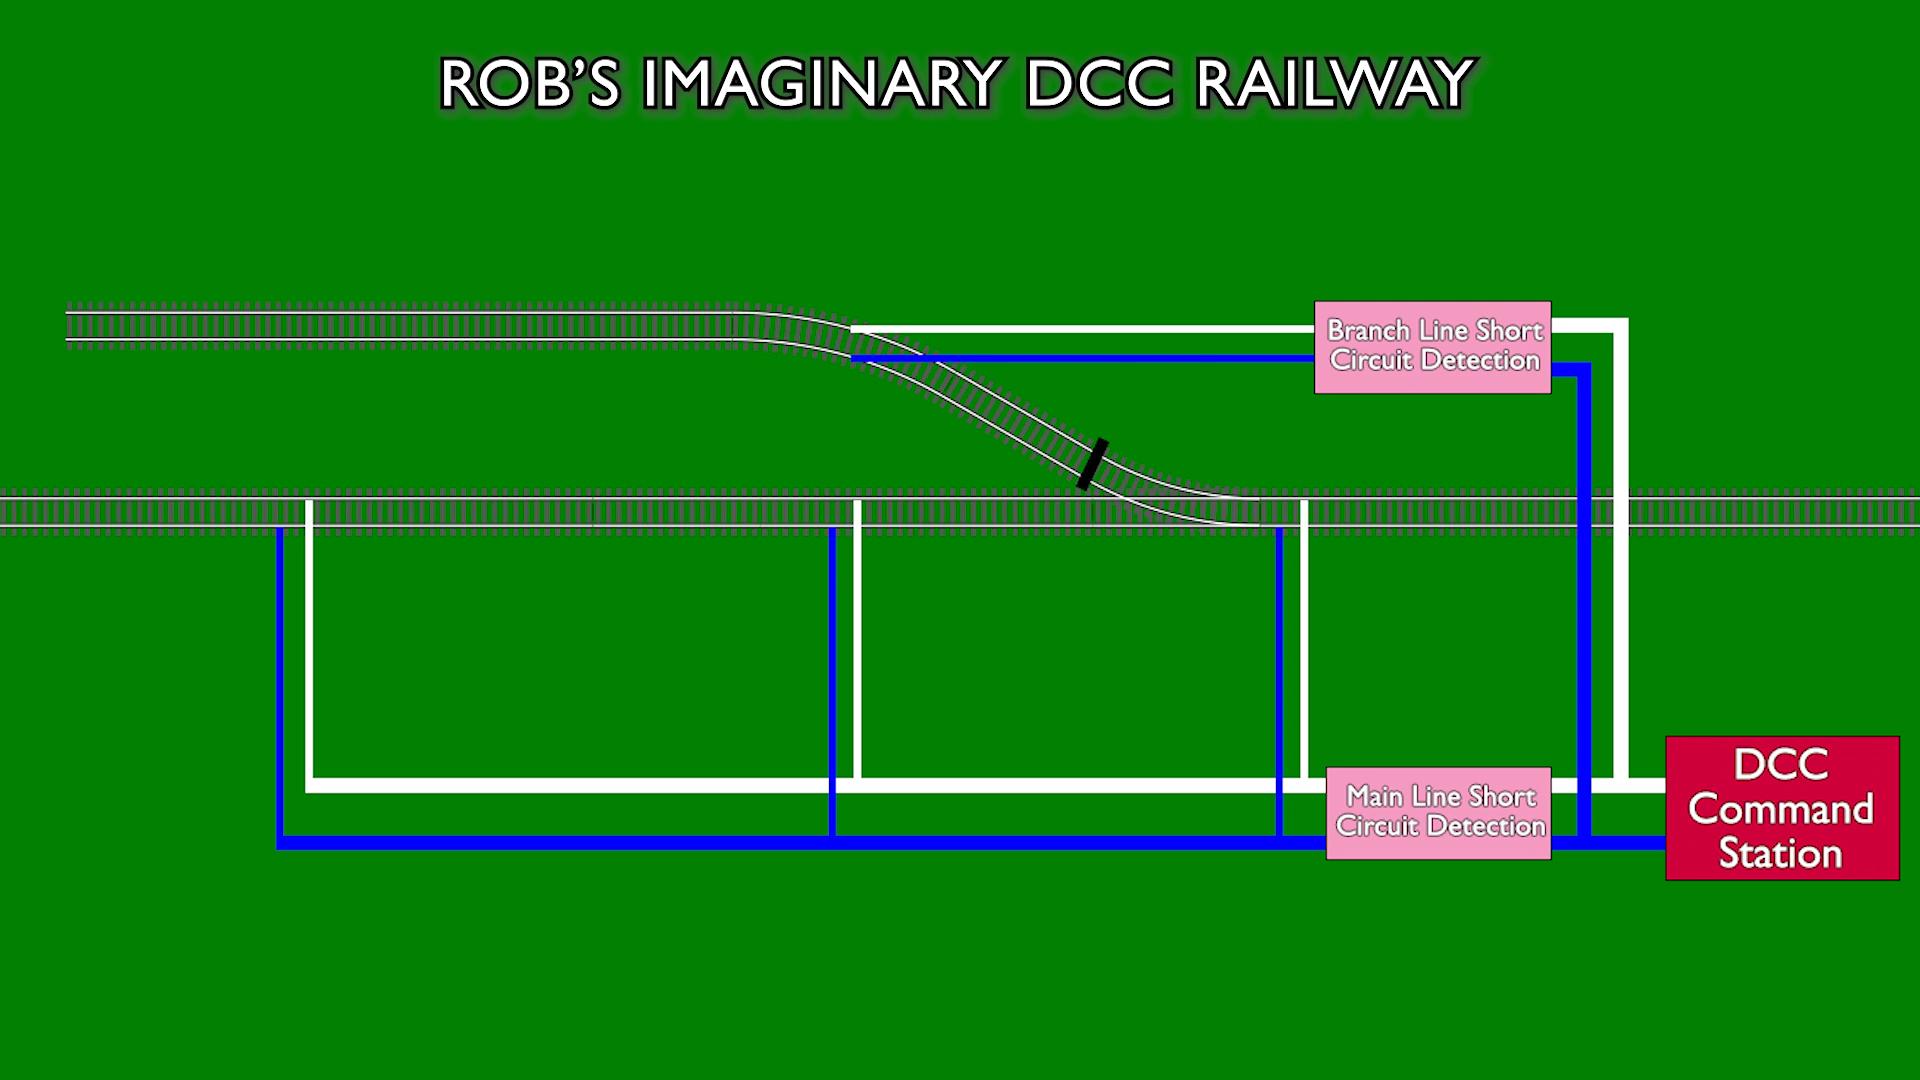 ROB'S IMAGINARY DCC RAILWAY
Branch Line Short
Circuit Detection
Main Line Short
Circuit Detection
DCC
Command
Station